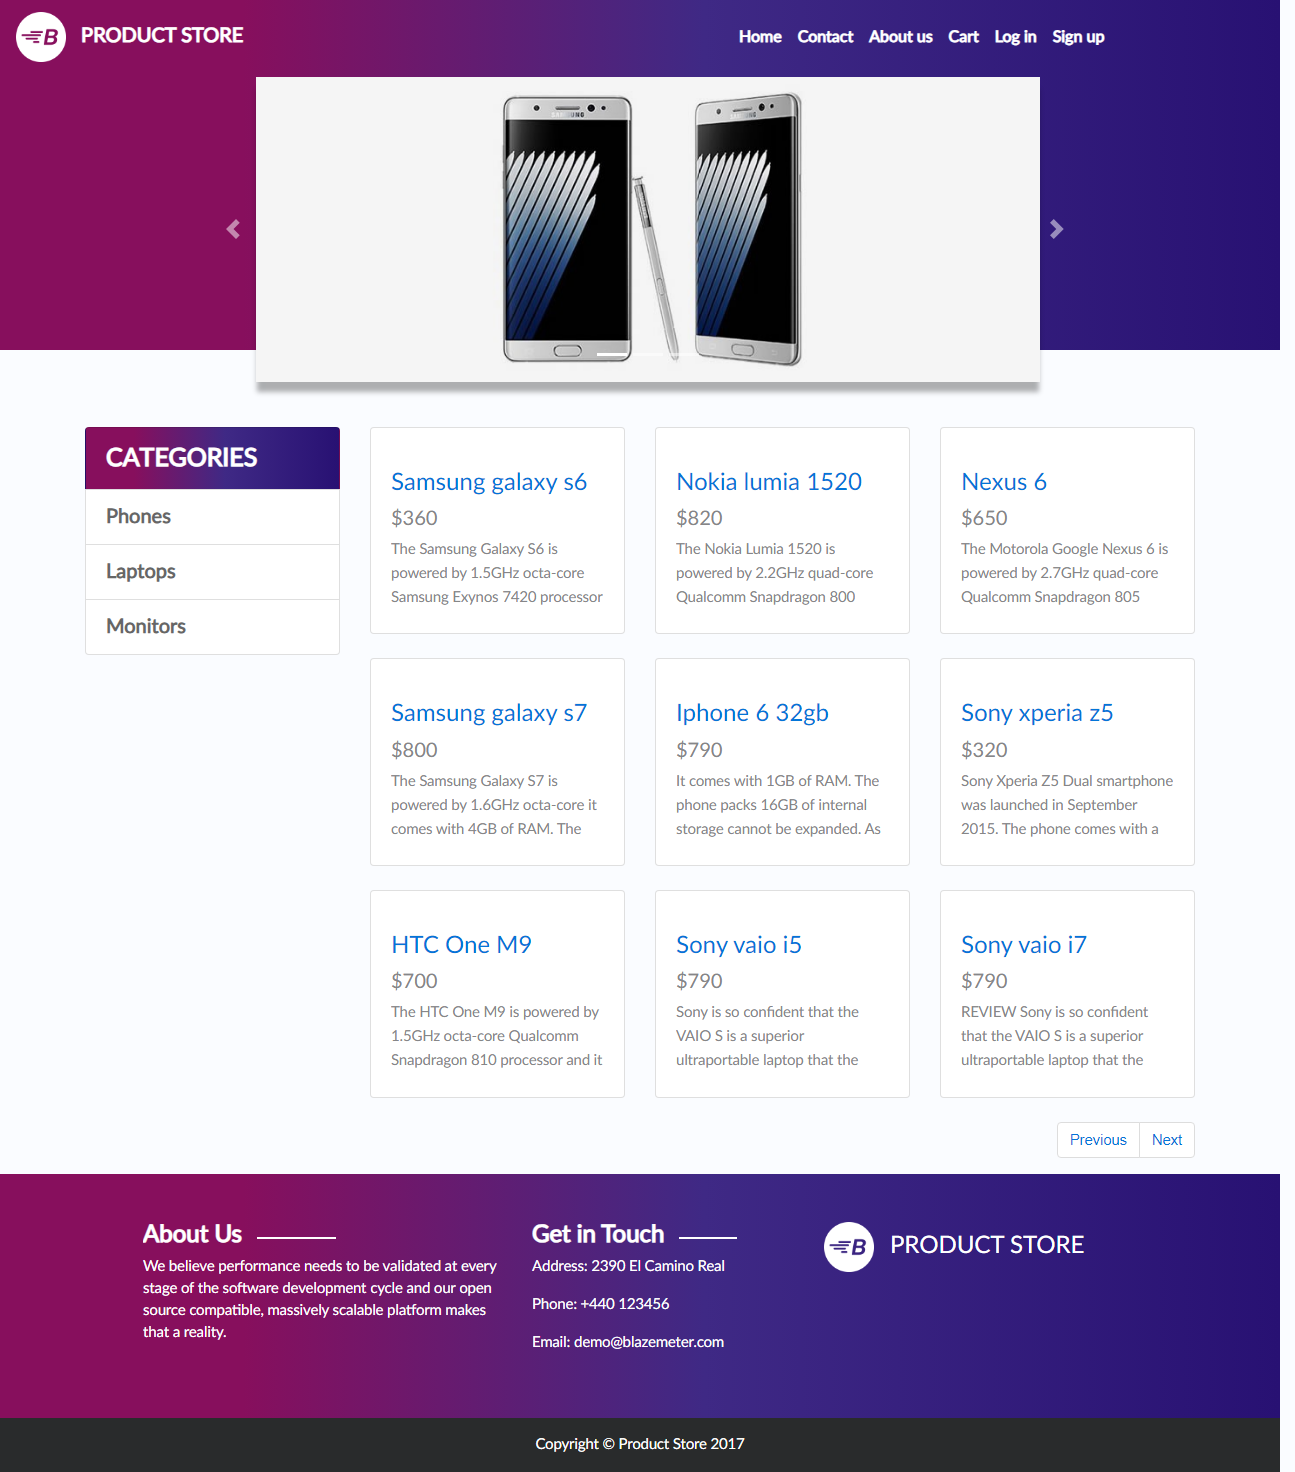 B PRODUCT STORE
Home Contact About us Cart Log in Sign up
SAMSUNG SAMSUNG
CATEGORIES
Phones
Laptops
Monitors
Samsung galaxy s6
$360
The Samsung Galaxy S6 is
powered by 1.5GHz octa-core
Samsung Exynos 7420 processor
Nokia lumia 1520
$820
The Nokia Lumia 1520 is
powered by 2.2GHz quad-core
Qualcomm Snapdragon 800
Nexus 6
$650
The Motorola Google Nexus 6 is
powered by 2.7GHz quad-core
Qualcomm Snapdragon 805
Samsung galaxy s7
$800
The Samsung Galaxy S7 is
powered by 1.6GHz octa-core it
comes with 4GB of RAM. The
Iphone 6 32gb
$790
It comes with 1GB of RAM. The
phone packs 16GB of internal
storage cannot be expanded. As
Sony xperia z5
$320
Sony Xperia Z5 Dual smartphone
was launched in September
2015. The phone comes with a
HTC One M9
$700
The HTC One M9 is powered by
1.5GHz octa-core Qualcomm
Snapdragon 810 processor and it
Sony vaio i5
$790
Sony is so confident that the
VAIO S is a superior
ultraportable laptop that the
Sony vaio i7
$790
REVIEW Sony is so confident
that the VAIO S is a superior
ultraportable laptop that the
Previous Next
About Us
We believe performance needs to be validated at every
stage of the software development cycle and our open
source compatible, massively scalable platform makes
that a reality.
Get in Touch
Address: 2390 El Camino Real
Phone: +440 123456
Email: demo@blazemeter.com
B PRODUCT STORE
Copyright © Product Store 2017